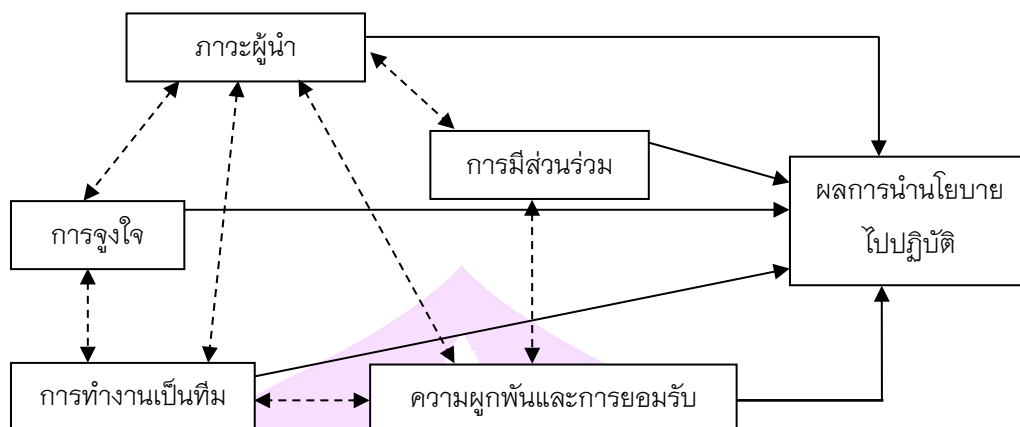 ภาวะผู้นำ
การมีส่วนร่วม
ผลการนำนโยบาย
ไปปฏิบัติ
การจูงใจ
การทำงานเป็นทีม
ความผูกพันและการยอมรับ